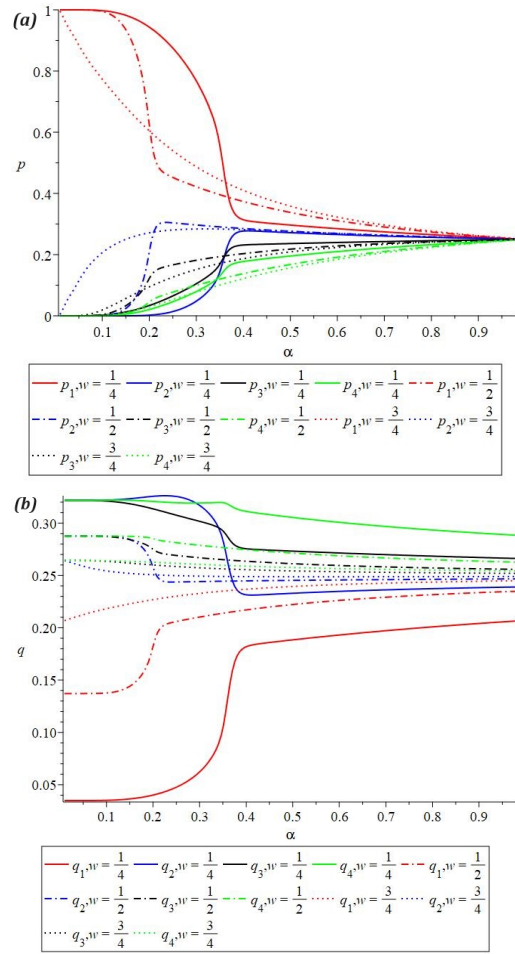 (a)
1
0.8
0.6
p
0.4
0.2
0
0.1 0.2 0.3 0.4 0.5 0.6 0.7 0.8 0.9
α
p₁,w = 1/4 p₂,w = 1/4 p₃,w = 1/4 p₄,w = 1/4 p₁,w = 1/2
p₂,w = 1/2 p₃,w = 1/2 p₄,w = 1/2 p₁,w = 3/4 p₂,w = 3/4
p₃,w = 3/4 p₄,w = 3/4
(b)
0.30
0.25
q
0.20
0.15
0.10
0.05
0.1 0.2 0.3 0.4 0.5 0.6 0.7 0.8 0.9
α
q₁,w = 1/4 q₂,w = 1/4 q₃,w = 1/4 q₄,w = 1/4 q₁,w = 1/2
q₂,w = 1/2 q₃,w = 1/2 q₄,w = 1/2 q₁,w = 3/4 q₂,w = 3/4
q₃,w = 3/4 q₄,w = 3/4